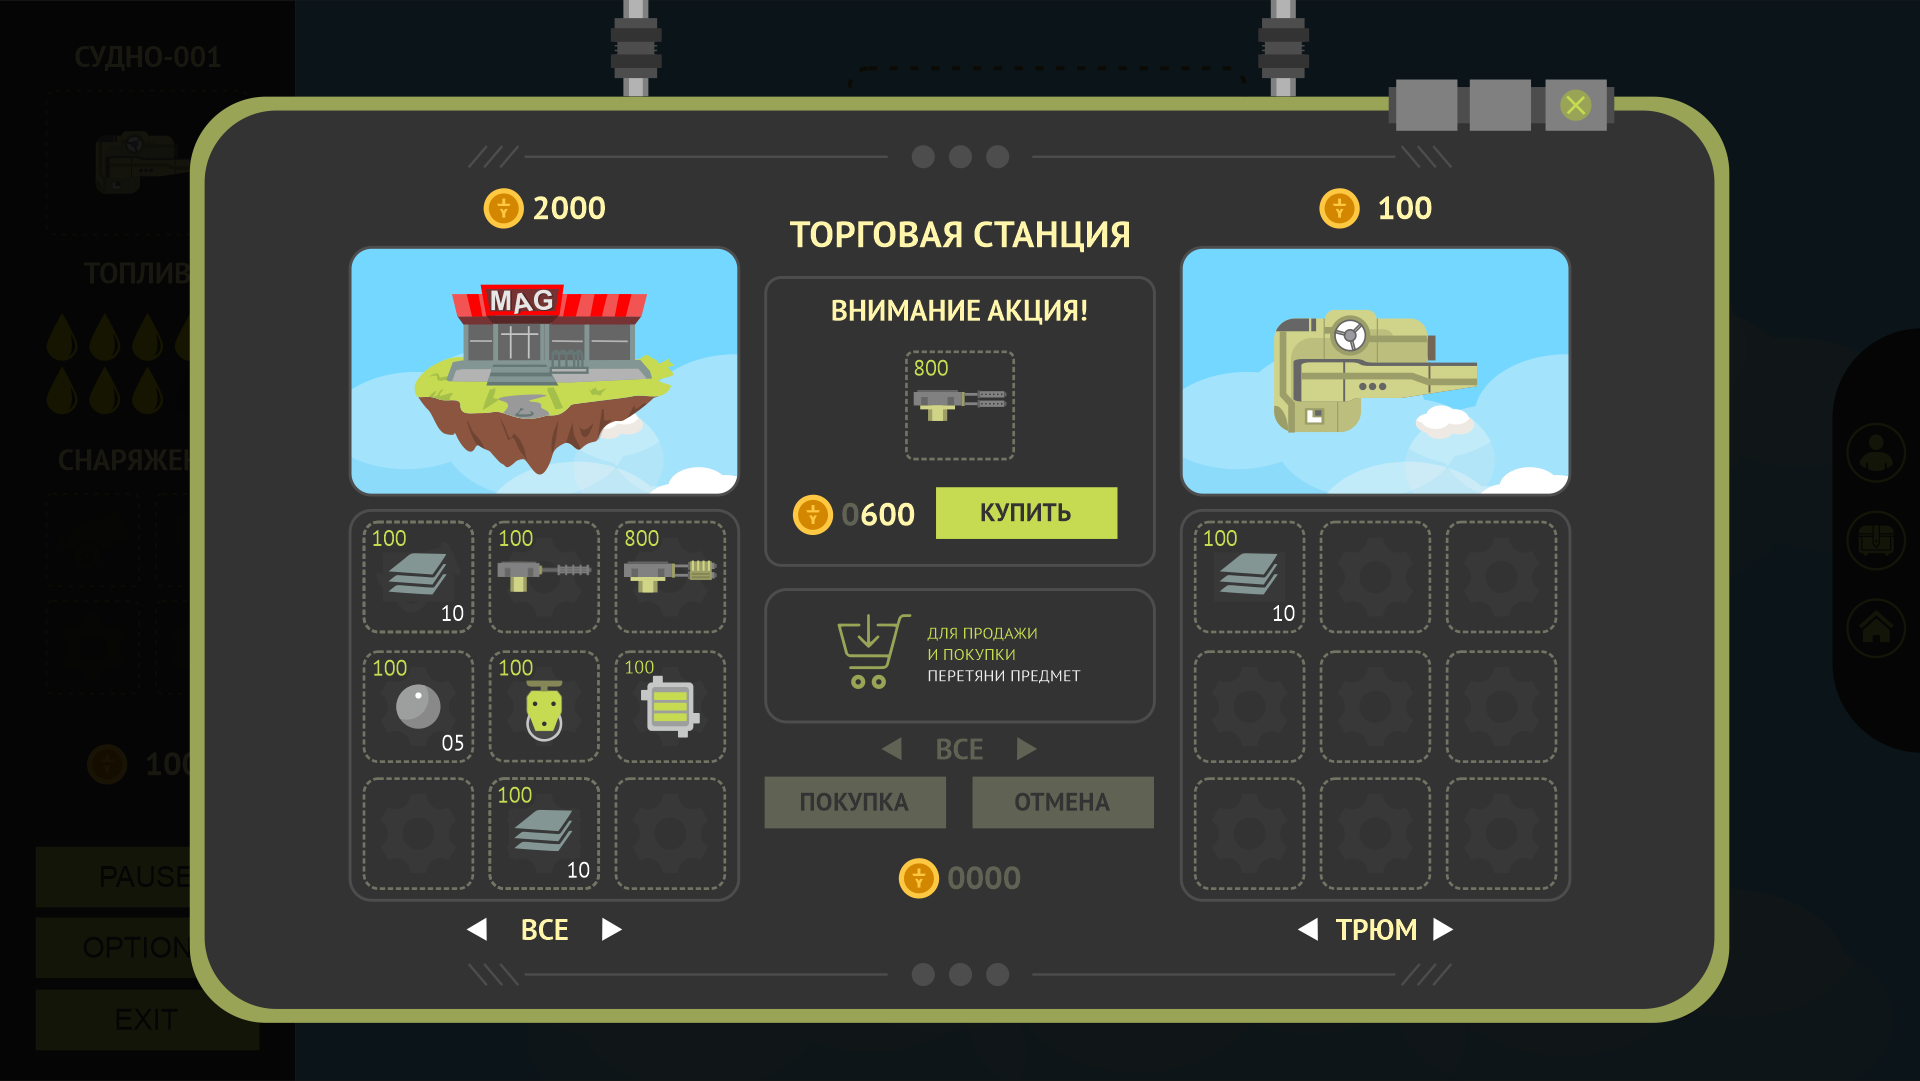 СУДНО-001
ТОПЛИВ
СНАРЯЖЕН
100
PAUSE
OPTION
EXIT
2000
MAG
100
10
100
800
100
05
100
100
100
10
ВСЕ
ТОРГОВАЯ СТАНЦИЯ
ВНИМАНИЕ АКЦИЯ!
800
0600
КУПИТЬ
ДЛЯ ПРОДАЖИ
И ПОКУПКИ
ПЕРЕТЯНИ ПРЕДМЕТ
ВСЕ
ПОКУПКА
ОТМЕНА
0000
100
100
10
ТРЮМ